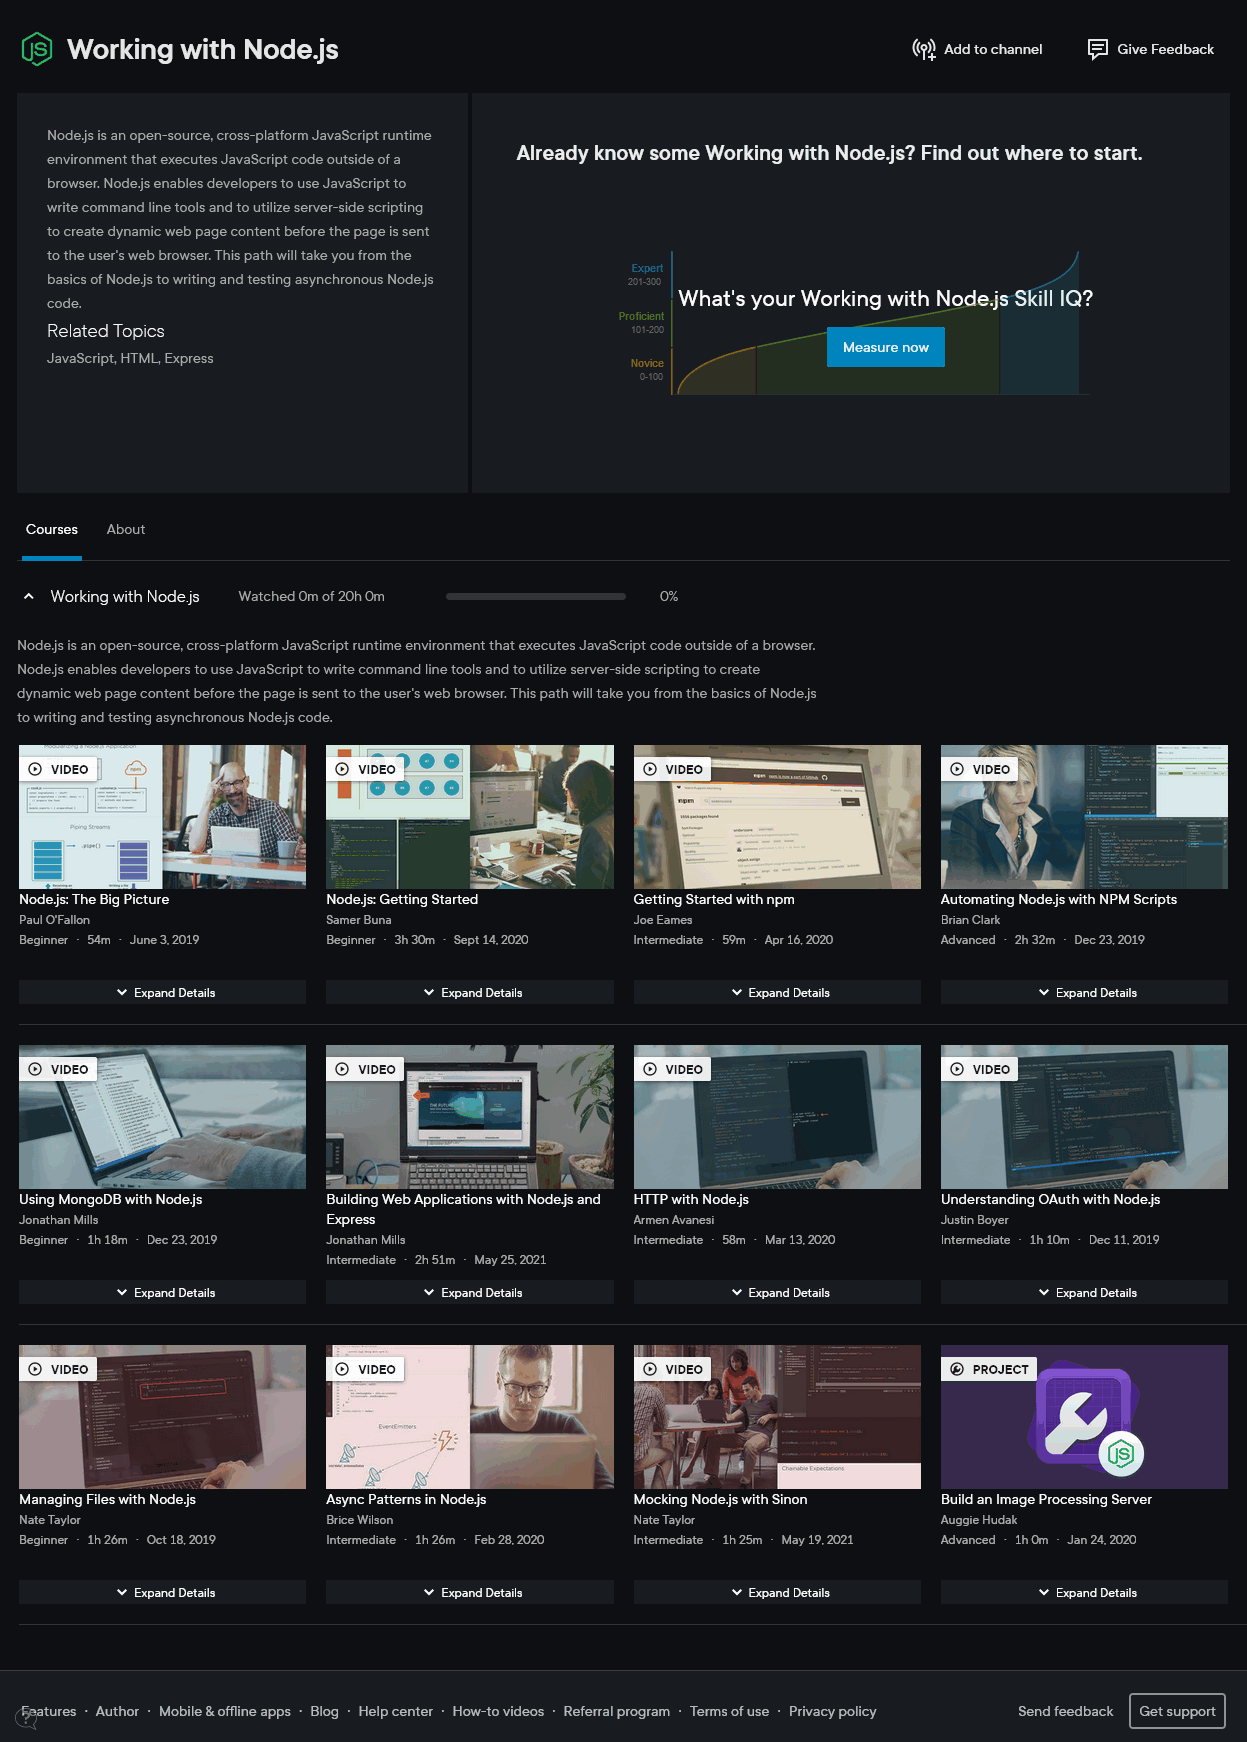 Working with Node.js
Add to channel
Give Feedback
Node.js is an open-source, cross-platform JavaScript runtime
environment that executes JavaScript code outside of a
browser. Node.js enables developers to use JavaScript to
write command line tools and to utilize server-side scripting
to create dynamic web page content before the page is sent
to the user's web browser. This path will take you from the
basics of Node.js to writing and testing asynchronous Node.js
code.
Related Topics
JavaScript, HTML, Express
Already know some Working with Node.js? Find out where to start.
Expert
201-300
Proficient
101-200
Novice
0-100
What's your Working with Node.js Skill IQ?
Measure now
Courses
About
Working with Node.js
Watched 0m of 20h 0m
0%
Node.js is an open-source, cross-platform JavaScript runtime environment that executes JavaScript code outside of a browser.
Node.js enables developers to use JavaScript to write command line tools and to utilize server-side scripting to create
dynamic web page content before the page is sent to the user's web browser. This path will take you from the basics of Node.js
to writing and testing asynchronous Node.js code.
VIDEO
npm
Piping Streams
.pipe()
Node.js: The Big Picture
Paul O'Fallon
Beginner · 54m · June 3, 2019
Expand Details
VIDEO
Node.js: Getting Started
Samer Buna
Beginner · 3h 30m · Sept 14, 2020
Expand Details
VIDEO
npm
npm
Getting Started with npm
Joe Eames
Intermediate · 59m · Apr 16, 2020
Expand Details
VIDEO
Automating Node.js with NPM Scripts
Brian Clark
Advanced · 2h 32m · Dec 23, 2019
Expand Details
VIDEO
Using MongoDB with Node.js
Jonathan Mills
Beginner · 1h 18m · Dec 23, 2019
Expand Details
VIDEO
Building Web Applications with Node.js and
Express
Jonathan Mills
Intermediate · 2h 51m · May 25, 2021
Expand Details
VIDEO
HTTP with Node.js
Armen Avanesi
Intermediate · 58m · Mar 13, 2020
Expand Details
VIDEO
Understanding OAuth with Node.js
Justin Boyer
Intermediate · 1h 10m · Dec 11, 2019
Expand Details
VIDEO
Managing Files with Node.js
Nate Taylor
Beginner · 1h 26m · Oct 18, 2019
Expand Details
VIDEO
EventEmitters
Async Patterns in Node.js
Brice Wilson
Intermediate · 1h 26m · Feb 28, 2020
Expand Details
VIDEO
Chainable Expectations
Mocking Node.js with Sinon
Nate Taylor
Intermediate · 1h 25m · May 19, 2021
Expand Details
PROJECT
JS
Build an Image Processing Server
Auggie Hudak
Advanced · 1h 0m · Jan 24, 2020
Expand Details
Features · Author · Mobile & offline apps · Blog · Help center · How-to videos · Referral program · Terms of use · Privacy policy
Send feedback
Get support